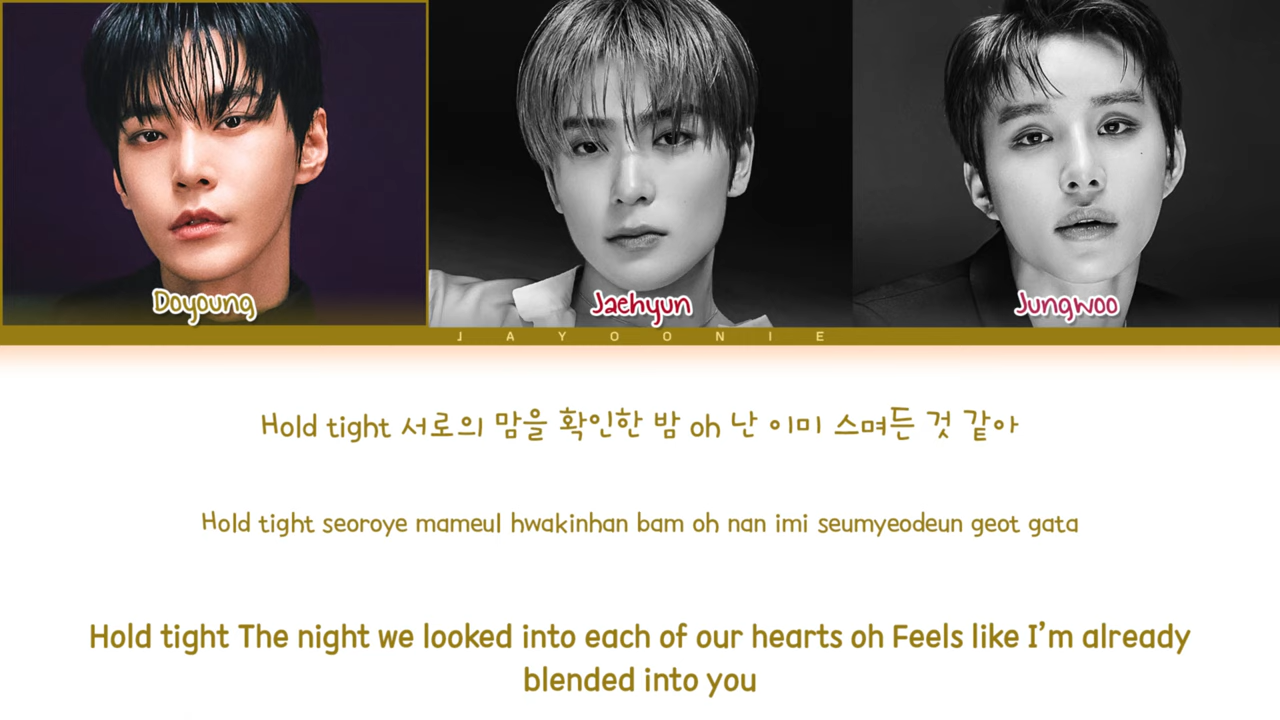 Doyoung
Jaehyun
Jungwoo
JAYOONIE
Hold tight 서로의 맘을 확인한 밤 oh 난 이미 스며든 것 같아
Hold tight seoroye mameul hwakinhan bam oh nan imi seumyeodeun geot gata
Hold tight The night we looked into each of our hearts oh Feels like I'm already
blended into you